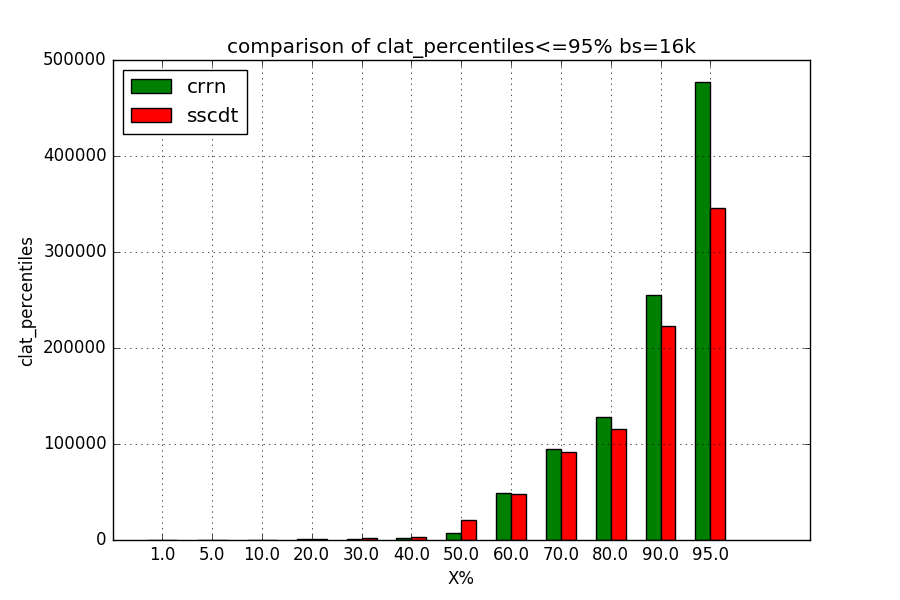 comparison of clat_percentiles<=95% bs=16k
500000
400000
300000
200000
100000
0
clat_percentiles
crrn
sscdt
1.0 5.0 10.0 20.0 30.0 40.0 50.0 60.0 70.0 80.0 90.0 95.0
X%